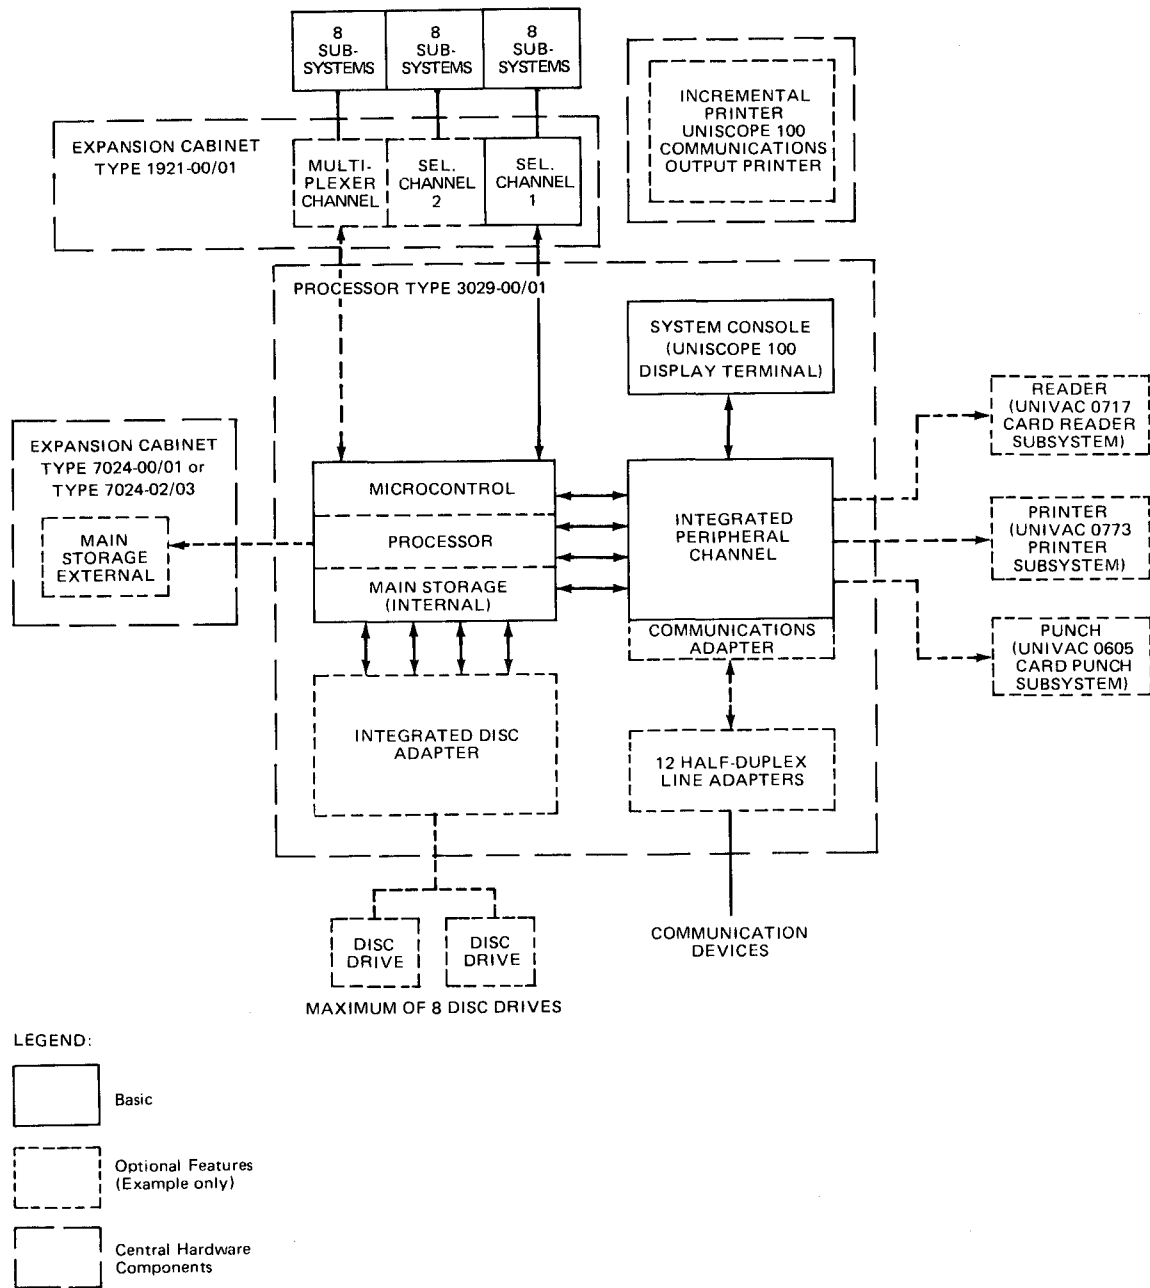 8
SUB-
SYSTEMS
8
SUB-
SYSTEMS
8
SUB-
SYSTEMS
INCREMENTAL
PRINTER
UNISCOPE 100
COMMUNICATIONS
OUTPUT PRINTER
EXPANSION CABINET
TYPE 1921-00/01
MULTI-
PLEXER
CHANNEL
SEL.
CHANNEL
2
SEL.
CHANNEL
1
PROCESSOR TYPE 3029-00/01
SYSTEM CONSOLE
(UNISCOPE 100
DISPLAY TERMINAL)
READER
(UNIVAC 0717
CARD READER
SUBSYSTEM)
EXPANSION CABINET
TYPE 7024-00/01 or
TYPE 7024-02/03
MAIN
STORAGE
EXTERNAL
MICROCONTROL
PROCESSOR
MAIN STORAGE
(INTERNAL)
INTEGRATED
PERIPHERAL
CHANNEL
PRINTER
(UNIVAC 0773
PRINTER
SUBSYSTEM)
COMMUNICATIONS
ADAPTER
PUNCH
(UNIVAC 0605
CARD PUNCH
SUBSYSTEM)
INTEGRATED DISC
ADAPTER
12 HALF-DUPLEX
LINE ADAPTERS
DISC
DRIVE
DISC
DRIVE
COMMUNICATION
DEVICES
MAXIMUM OF 8 DISC DRIVES
LEGEND:
Basic
Optional Features
(Example only)
Central Hardware
Components